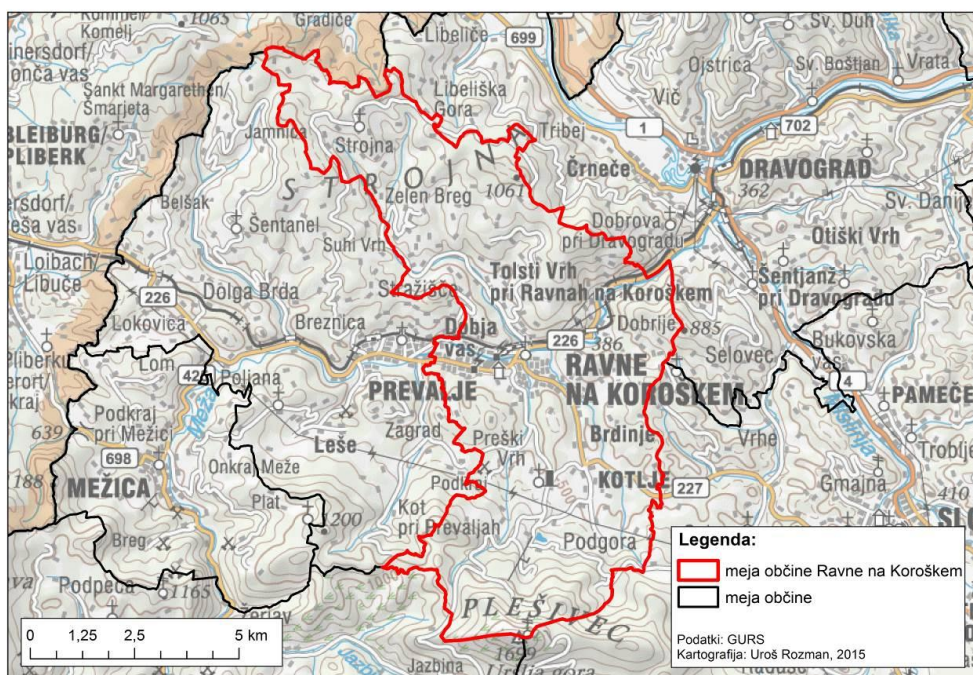 Komelj
1065
Gradiče
Libeliče
699
Ojstrica
Sv. Duh
Sv. Boštjan
Vrata
Sankt Margarethen/
Šmarjeta
Libeliška
Gora
Vič
1
702
BLEIBURG/
PLIBERK
Jamnica
Strojna
Tribej
Črneče
DRAVOGRAD
362
STROJNA
Zelen Breg
1061
Belšak
Šentanel
Suhi Vrh
Dobrova
pri Dravogradu
Otiški Vrh
Loibach/
Libuče
226
Dolga Brda
Stražišče
Tolsti Vrh
pri Ravnah na Koroškem
Šentjanž
pri Dravogradu
Lokovica
Breznica
Dobja
vas
226
386
Dobrije
885
Bukovska
Lom
Poljana
PREVALJE
RAVNE
NA KOROŠKEM
Selovec
4
PAMEČE
Meža
Podkraj
pri Mežici
Leše
Zagrad
Preški
Vrh
Brdinje
Vrhe
Mislinja
639
698
MEŽICA
Onkraj Meže
Podkraj
KOTLJE
227
Gmajna
410
188
Plat
Kot
pri Prevaljah
Breg
Podgora
Podpeca
1165
PLEŠIVEC
Jazbina
1699
Uršlja gora
Legenda:
meja občine Ravne na Koroškem
meja občine
Podatki: GURS
Kartografija: Uroš Rozman, 2015
0 1,25 2,5 5 km